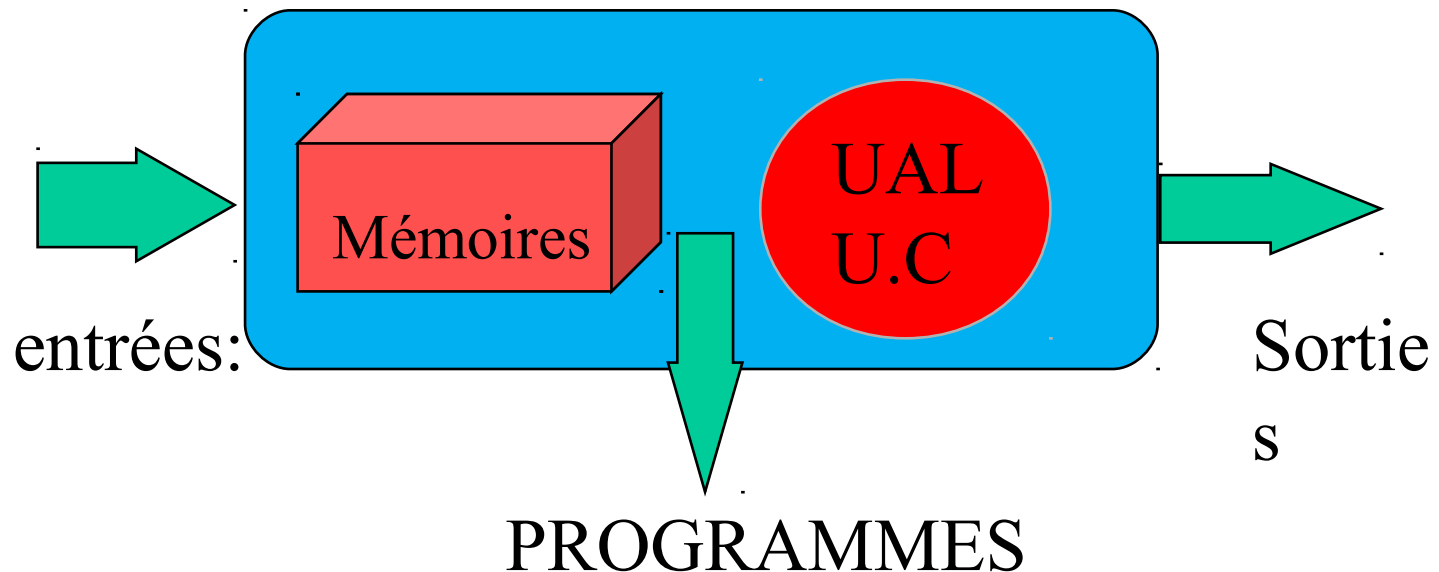 Mémoires
UAL
U.C
entrées:
Sortie
s
PROGRAMMES